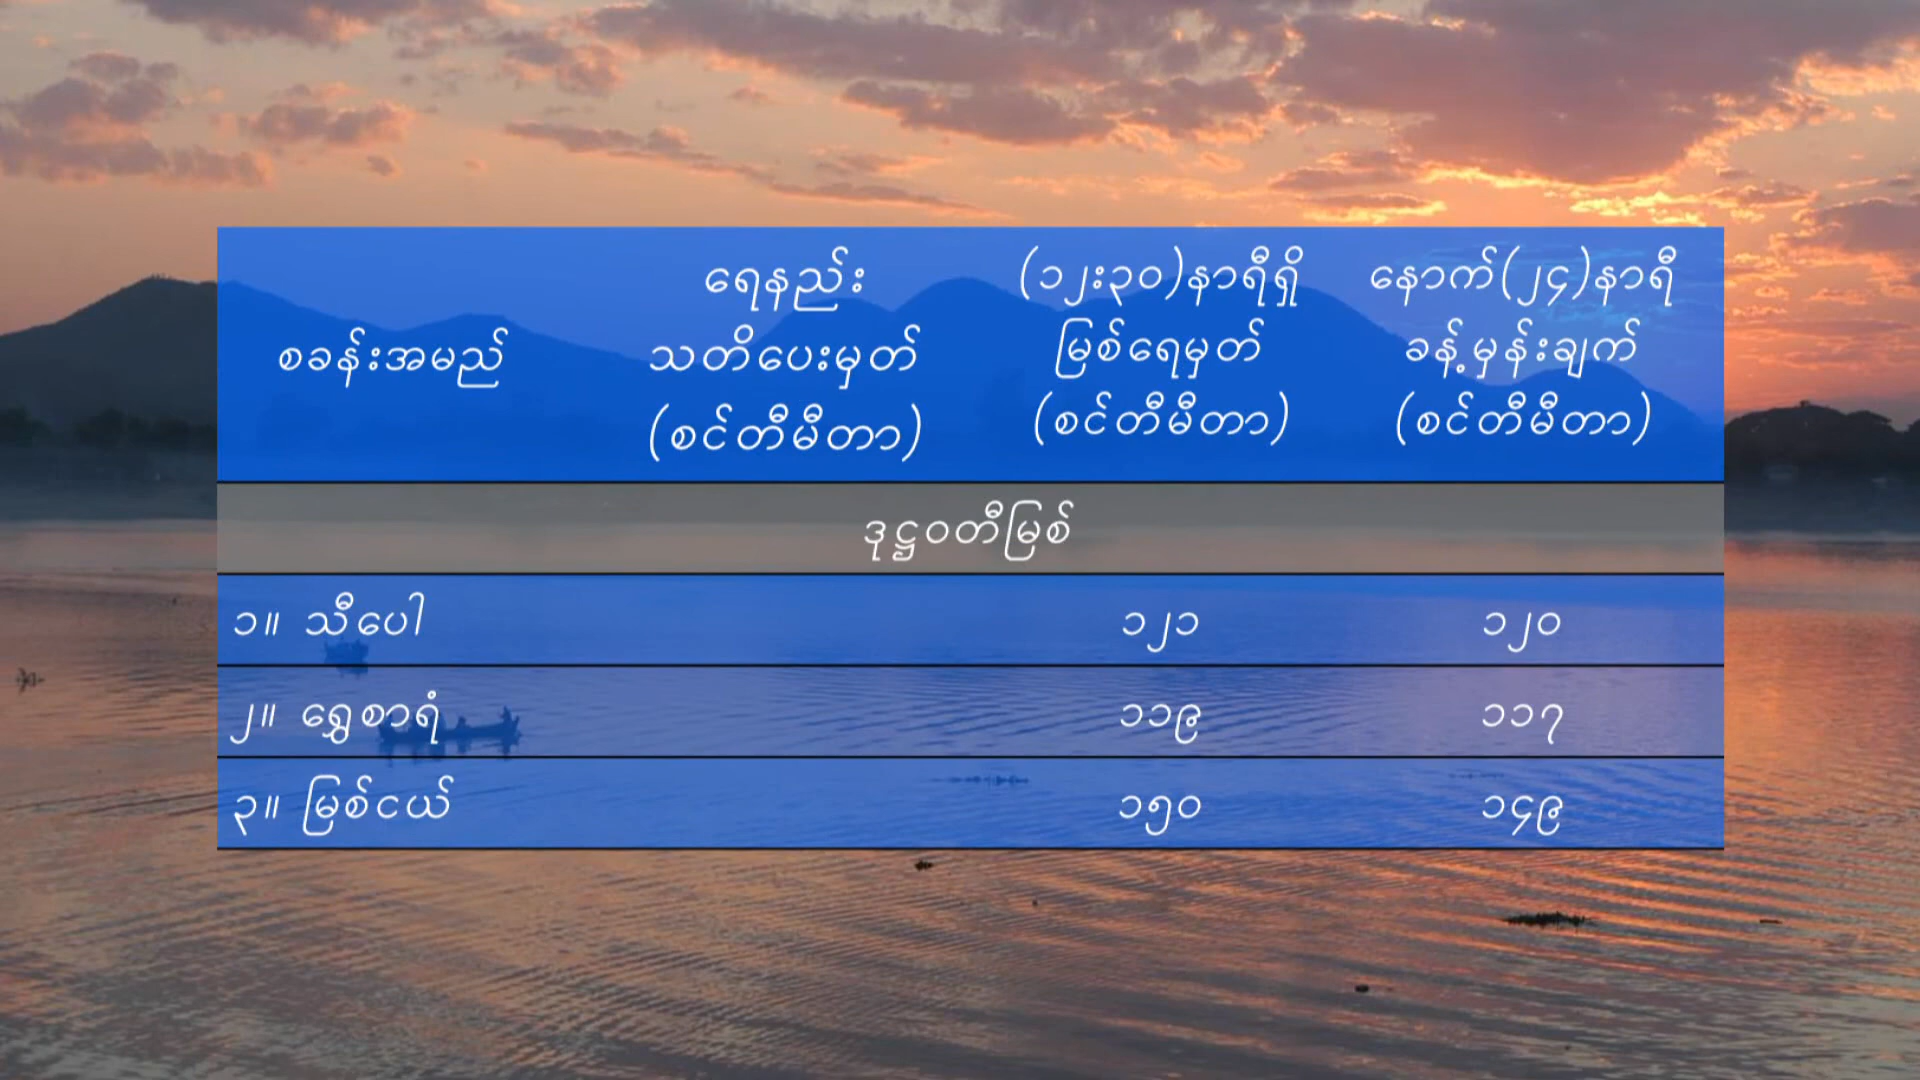 စခန်းအမည်
ရေနည်း
သတိပေးမှတ်
(စင်တီမီတာ)
(၁၂း၃၀)နာရီရှိ
မြစ်ရေမှတ်
(စင်တီမီတာ)
နောက်(၂၄)နာရီ
ခန့်မှန်းချက်
(စင်တီမီတာ)
ဒုဋ္ဌဝတီမြစ်
၁။ သီပေါ ၁၂၁ ၁၂၀
၂။ ရွှေစာရံ ၁၁၉ ၁၁၇
၃။ မြစ်ငယ် ၁၅၀ ၁၄၉